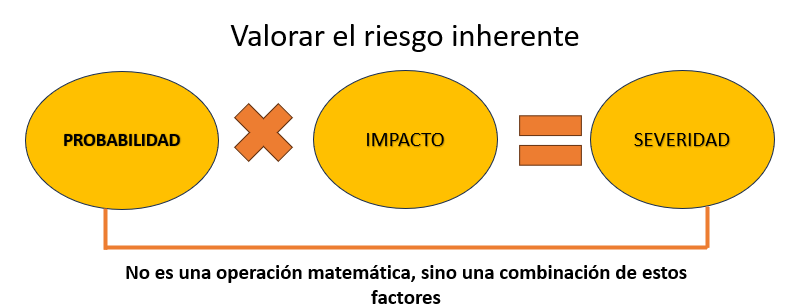 Valorar el riesgo inherente
PROBABILIDAD
IMPACTO
SEVERIDAD
No es una operación matemática, sino una combinación de estos
factores